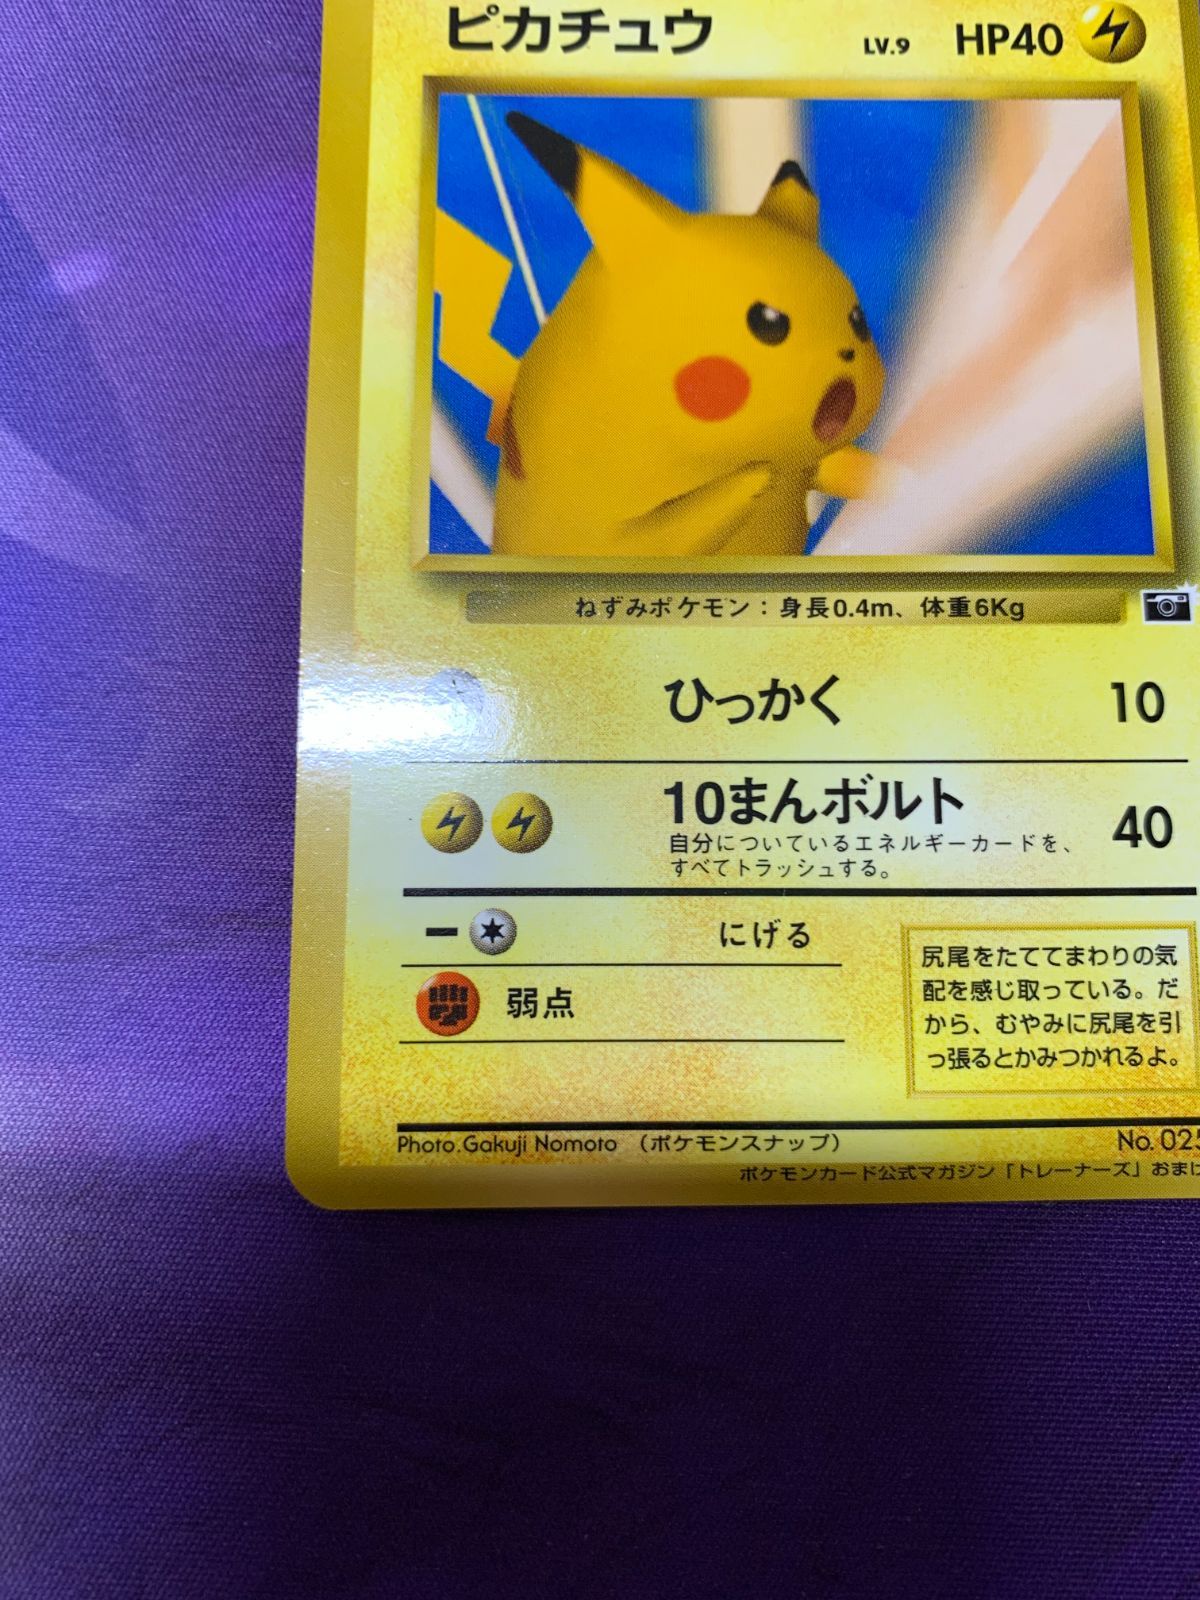 ピカチュウ LV.9 HP40
ねずみポケモン：身長0.4m、体重6Kg
ひっかく 10
10まんボルト 40
自分についているエネルギーカードを、
すべてトラッシュする。
にげる
弱点
尻尾をたててまわりの気
配を感じ取っている。だ
から、むやみに尻尾を引
っ張るとかみつかれるよ。
Photo.Gakuji Nomoto （ポケモンスナップ） No. 025
ポケモンカード公式マガジン「トレーナーズ」おまけ